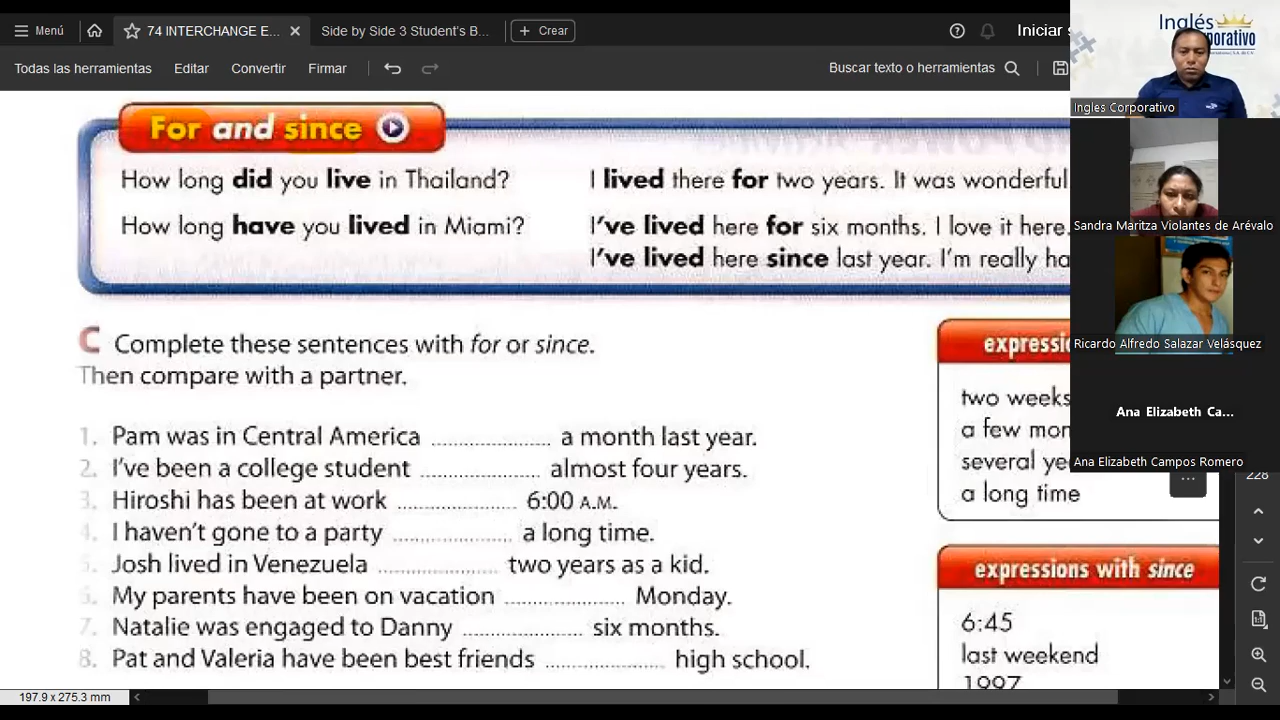 Menú
74 INTERCHANGE E...
Side by Side 3 Student's B...
Crear
Iniciar s
Todas las herramientas
Editar
Convertir
Firmar
Buscar texto o herramientas
Inglés
rporativo
Ingles Corporativo
Sandra Maritza Violantes de Arévalo
Ricardo Alfredo Salazar Velásquez
Ana Elizabeth Ca...
Ana Elizabeth Campos Romero
For and since
How long did you live in Thailand?
I lived there for two years. It was wonderful.
How long have you lived in Miami?
I've lived here for six months. I love it here.
I've lived here since last year. I'm really ha
C Complete these sentences with for or since.
Then compare with a partner.
1. Pam was in Central America .................... a month last year.
2. I've been a college student .................... almost four years.
3. Hiroshi has been at work .................... 6:00 A.M.
4. I haven't gone to a party .................... a long time.
5. Josh lived in Venezuela .................... two years as a kid.
6. My parents have been on vacation .................... Monday.
7. Natalie was engaged to Danny .................... six months.
8. Pat and Valeria have been best friends .................... high school.
expressio
two weeks
a few mon
several ye
a long time
expressions with since
6:45
last weekend
1997
228
197.9 x 275.3 mm